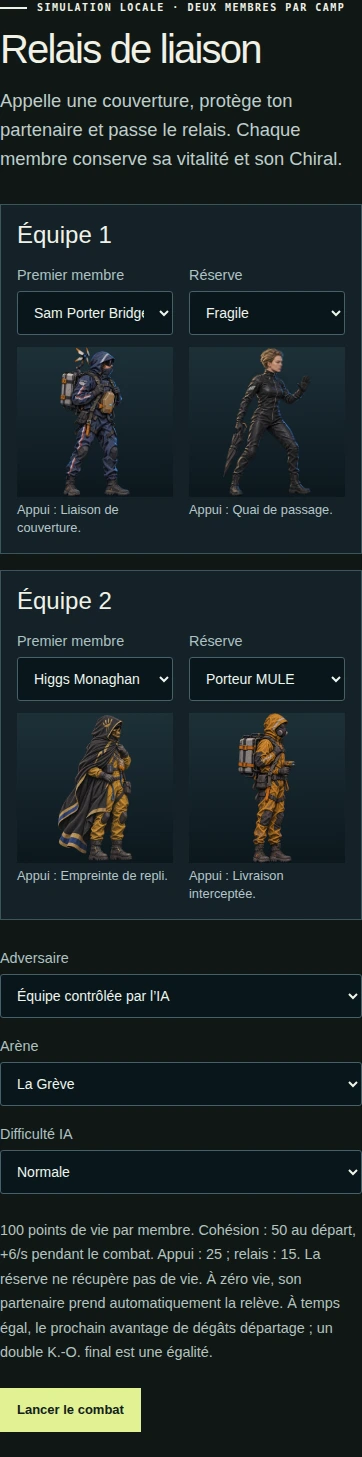 SIMULATION LOCALE · DEUX MEMBRES PAR CAMP
Relais de liaison
Appelle une couverture, protège ton
partenaire et passe le relais. Chaque
membre conserve sa vitalité et son Chiral.
Équipe 1
Premier membre
Réserve
Sam Porter Bridge
Fragile
Appui : Liaison de
couverture.
Appui : Quai de passage.
Équipe 2
Premier membre
Réserve
Higgs Monaghan
Porteur MULE
Appui : Empreinte de repli.
Appui : Livraison
interceptée.
Adversaire
Équipe contrôlée par l'IA
Arène
La Grève
Difficulté IA
Normale
100 points de vie par membre. Cohésion : 50 au départ,
+6/s pendant le combat. Appui : 25 ; relais : 15. La
réserve ne récupère pas de vie. À zéro vie, son
partenaire prend automatiquement la relève. À temps
égal, le prochain avantage de dégâts départage ; un
double K.-O. final est une égalité.
Lancer le combat